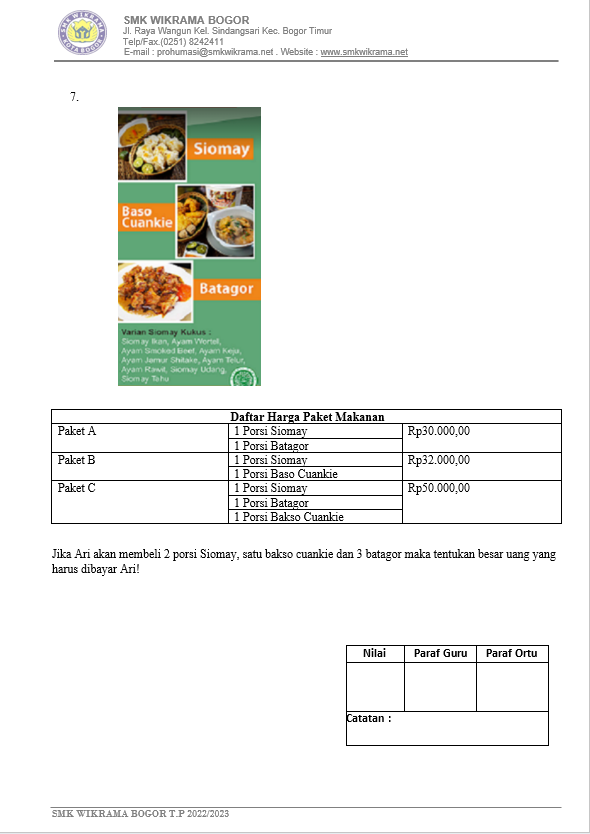 SMK WIKRAMA BOGOR
Jl. Raya Wangun Kel. Sindangsari Kec. Bogor Timur
Telp/Fax.(0251) 8242411
E-mail : prohumasi@smkwikrama.net . Website : www.smkwikrama.net
SMK WIKRAMA
KOTA BOGOR
7.
Siomay
Baso
Cuankie
Batagor
Varian Siomay Kukus :
Siomay Ikan, Ayam Wortel,
Ayam Smoked Beef, Ayam Keju,
Ayam Jamur Shitake, Ayam Telur,
Ayam Rawit, Siomay Udang,
Siomay Tahu
Daftar Harga Paket Makanan
Paket A
1 Porsi Siomay
Rp30.000,00
1 Porsi Batagor
Paket B
1 Porsi Siomay
Rp32.000,00
1 Porsi Baso Cuankie
Paket C
1 Porsi Siomay
Rp50.000,00
1 Porsi Batagor
1 Porsi Bakso Cuankie
Jika Ari akan membeli 2 porsi Siomay, satu bakso cuankie dan 3 batagor maka tentukan besar uang yang
harus dibayar Ari!
Nilai Paraf Guru Paraf Ortu
Catatan :
SMK WIKRAMA BOGOR T.P 2022/2023